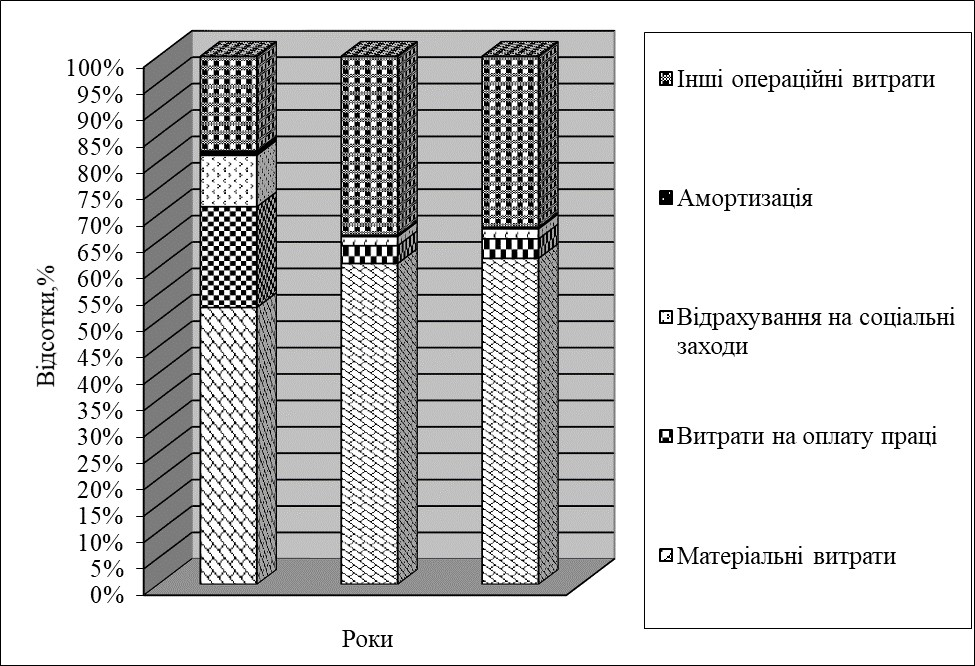 100%
95%
90%
85%
80%
75%
70%
65%
60%
55%
50%
45%
40%
35%
30%
25%
20%
15%
10%
5%
0%
Відсотки,%
Роки
Інші операційні витрати
Амортизація
Відрахування на соціальні
заходи
Витрати на оплату праці
Матеріальні витрати